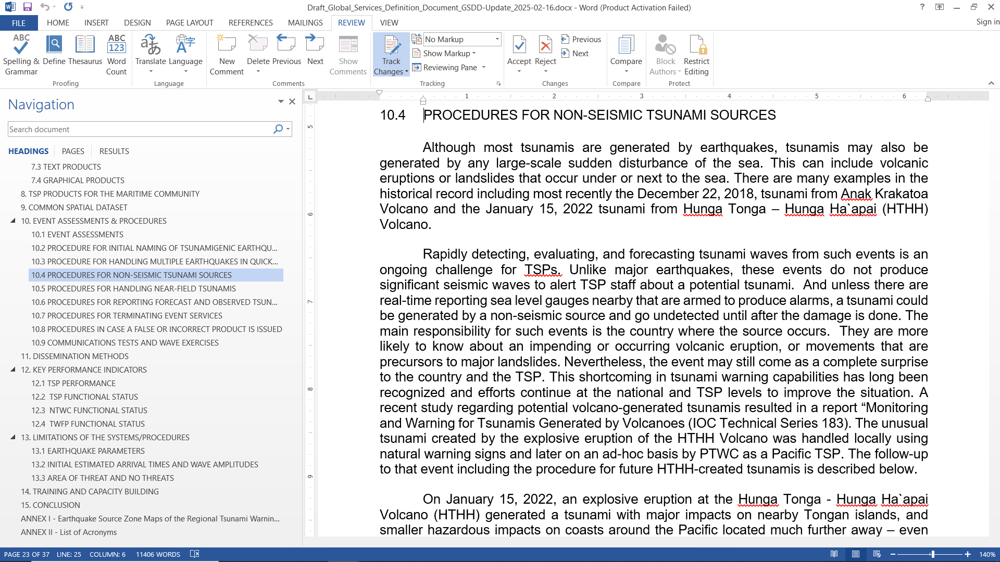 Draft_Global_Services_Definition_Document_GSDD-Update_2025-02-16.docx - Word (Product Activation Failed)
?
FILE HOME INSERT DESIGN PAGE LAYOUT REFERENCES MAILINGS REVIEW VIEW Sign in
ABC ABC 123
Spelling & Grammar Define Thesaurus Word Count Translate Language New Comment Delete Previous Next Show Comments Track Changes
No Markup
Show Markup
Reviewing Pane
Accept Reject Previous Next Compare Block Authors Restrict Editing
Proofing Language Comments Tracking Changes Compare Protect
Navigation
Search document
HEADINGS PAGES RESULTS
7.3 TEXT PRODUCTS
7.4 GRAPHICAL PRODUCTS
8. TSP PRODUCTS FOR THE MARITIME COMMUNITY
9. COMMON SPATIAL DATASET
10. EVENT ASSESSMENTS & PROCEDURES
10.1 EVENT ASSESSMENTS
10.2 PROCEDURE FOR INITIAL NAMING OF TSUNAMIGENIC EARTHQU...
10.3 PROCEDURE FOR HANDLING MULTIPLE EARTHQUAKES IN QUICK...
10.4 PROCEDURES FOR NON-SEISMIC TSUNAMI SOURCES
10.5 PROCEDURES FOR HANDLING NEAR-FIELD TSUNAMIS
10.6 PROCEDURES FOR REPORTING FORECAST AND OBSERVED TSUN...
10.7 PROCEDURES FOR TERMINATING EVENT SERVICES
10.8 PROCEDURES IN CASE A FALSE OR INCORRECT PRODUCT IS ISSUED
10.9 COMMUNICATIONS TESTS AND WAVE EXERCISES
11. DISSEMINATION METHODS
12. KEY PERFORMANCE INDICATORS
12.1 TSP PERFORMANCE
12.2 TSP FUNCTIONAL STATUS
12.3 NTWC FUNCTIONAL STATUS
12.4 TWFP FUNCTIONAL STATUS
13. LIMITATIONS OF THE SYSTEMS/PROCEDURES
13.1 EARTHQUAKE PARAMETERS
13.2 INITIAL ESTIMATED ARRIVAL TIMES AND WAVE AMPLITUDES
13.3 AREA OF THREAT AND NO THREATS
14. TRAINING AND CAPACITY BUILDING
15. CONCLUSION
ANNEX I - Earthquake Source Zone Maps of the Regional Tsunami Warnin...
ANNEX II - List of Acronyms
1 2 3 4 5 6
5
6
7
8
9
10.4 PROCEDURES FOR NON-SEISMIC TSUNAMI SOURCES
Although most tsunamis are generated by earthquakes, tsunamis may also be
generated by any large-scale sudden disturbance of the sea. This can include volcanic
eruptions or landslides that occur under or next to the sea. There are many examples in the
historical record including most recently the December 22, 2018, tsunami from Anak Krakatoa
Volcano and the January 15, 2022 tsunami from Hunga Tonga – Hunga Ha`apai (HTHH)
Volcano.
Rapidly detecting, evaluating, and forecasting tsunami waves from such events is an
ongoing challenge for TSPs. Unlike major earthquakes, these events do not produce
significant seismic waves to alert TSP staff about a potential tsunami. And unless there are
real-time reporting sea level gauges nearby that are armed to produce alarms, a tsunami could
be generated by a non-seismic source and go undetected until after the damage is done. The
main responsibility for such events is the country where the source occurs. They are more
likely to know about an impending or occurring volcanic eruption, or movements that are
precursors to major landslides. Nevertheless, the event may still come as a complete surprise
to the country and the TSP. This shortcoming in tsunami warning capabilities has long been
recognized and efforts continue at the national and TSP levels to improve the situation. A
recent study regarding potential volcano-generated tsunamis resulted in a report “Monitoring
and Warning for Tsunamis Generated by Volcanoes (IOC Technical Series 183). The unusual
tsunami created by the explosive eruption of the HTHH Volcano was handled locally using
natural warning signs and later on an ad-hoc basis by PTWC as a Pacific TSP. The follow-up
to that event including the procedure for future HTHH-created tsunamis is described below.
On January 15, 2022, an explosive eruption at the Hunga Tonga - Hunga Ha`apai
Volcano (HTHH) generated a tsunami with major impacts on nearby Tongan islands, and
smaller hazardous impacts on coasts around the Pacific located much further away – even
PAGE 23 OF 37 LINE: 25 COLUMN: 6 11406 WORDS 140%